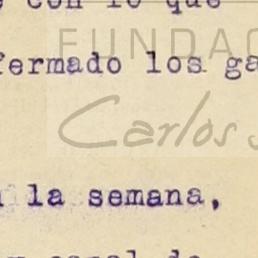 con lo que
FUNDAC
fermado los ga
Carlos
la semana,